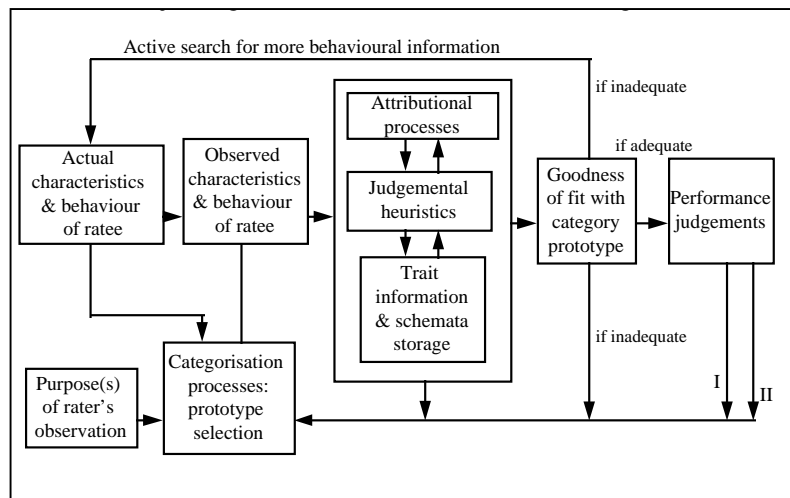 Active search for more behavioural information
if inadequate
Attributional
processes
if adequate
Actual
characteristics
& behaviour
of ratee
Observed
characteristics
& behaviour
of ratee
Judgemental
heuristics
Goodness
of fit with
category
prototype
Performance
judgements
Trait
information
& schemata
storage
if inadequate
Purpose(s)
of rater's
observation
Categorisation
processes:
prototype
selection
I
II